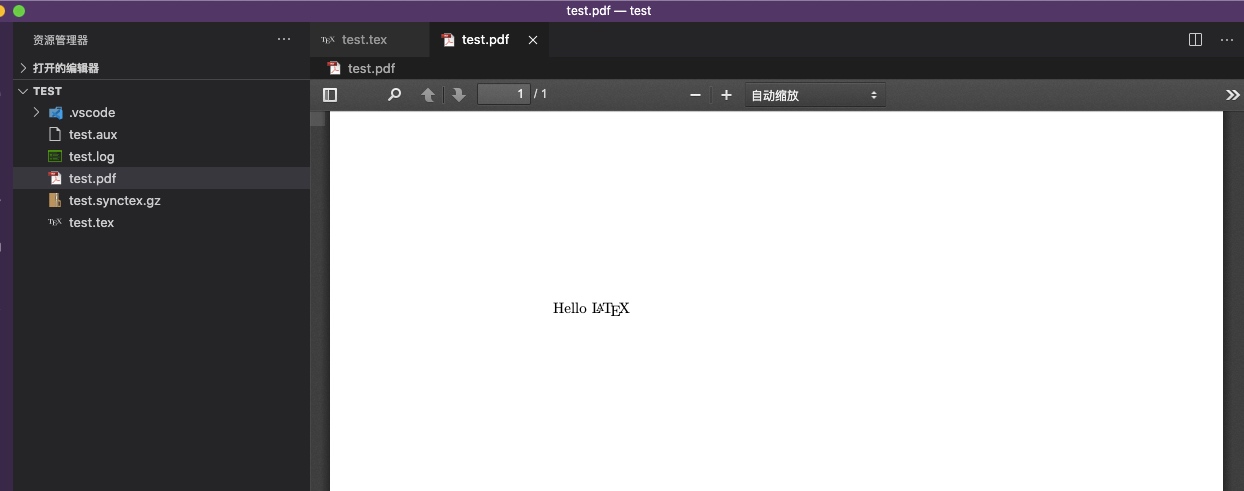 test.pdf — test
资源管理器
打开的编辑器
TEST
.vscode
test.aux
test.log
test.pdf
test.synctex.gz
TEX test.tex
TEX test.tex
test.pdf
test.pdf
1 / 1
自动缩放
Hello LATEX